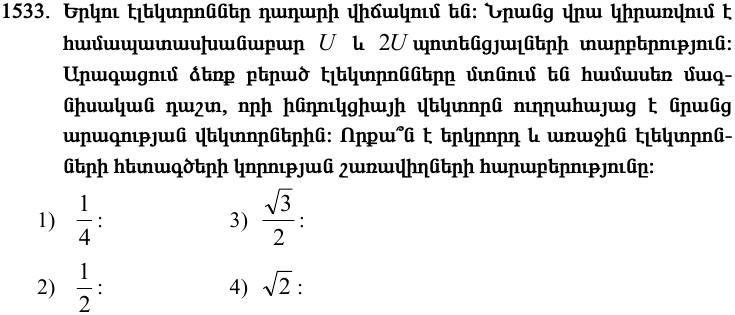 1533. Երկու էլեկտրոններ դադարի վիճակում են: Նրանց վրա կիրառվում է
համապատասխանաբար U և 2U պոտենցյալների տարբերություն:
Արագացում ձեռք բերած էլեկտրոնները մտնում են համասեռ մագ-
նիսական դաշտ, որի ինդուկցիայի վեկտորն ուղղահայաց է նրանց
արագության վեկտորներին: Որքա՞ն է երկրորդ և առաջին էլեկտրոն-
ների հետագծերի կորության շառավիղների հարաբերությունը:
1) 1/4 : 3) √3/2 :
2) 1/2 : 4) √2 :